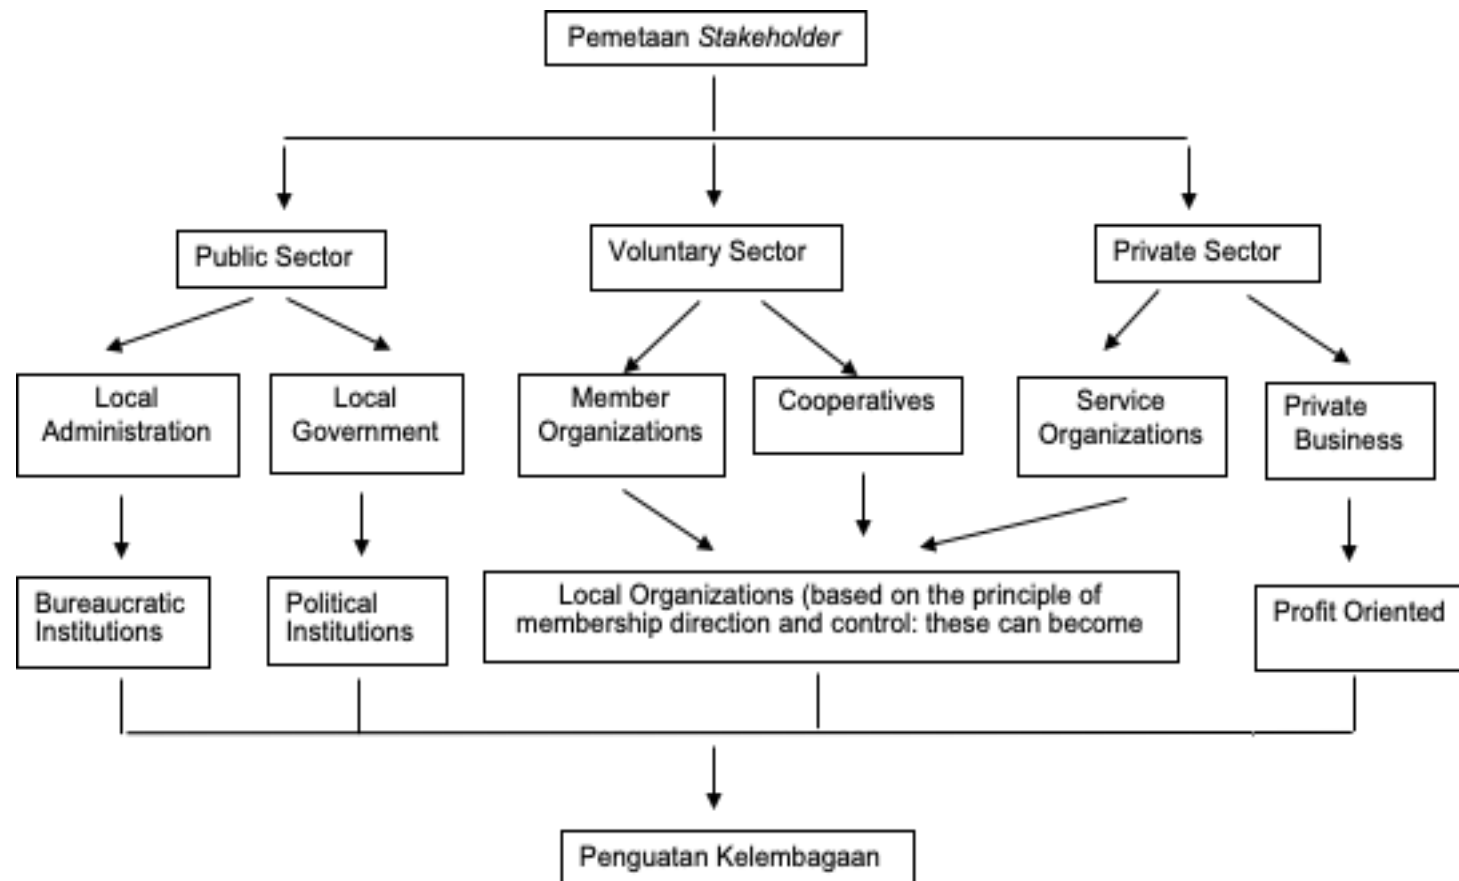 Pemetaan Stakeholder
Public Sector
Voluntary Sector
Private Sector
Local
Administration
Local
Government
Member
Organizations
Cooperatives
Service
Organizations
Private
Business
Bureaucratic
Institutions
Political
Institutions
Local Organizations (based on the principle of
membership direction and control: these can become
Profit Oriented
Penguatan Kelembagaan